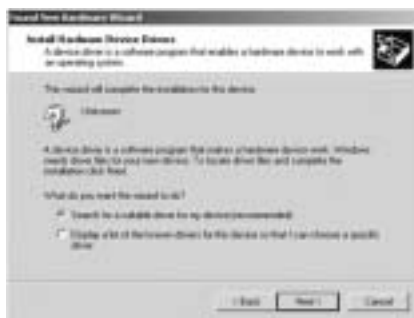 Found New Hardware Wizard
Install Hardware Device Drivers
A device driver is a software program that enables a hardware device to work with
an operating system.
This wizard will complete the installation for this device:
Unknown
A device driver is a software program that makes a hardware device work. Windows
needs driver files for your new device. To locate driver files and complete the
installation click Next.
What do you want the wizard to do?
Search for a suitable driver for my device (recommended)
Display a list of the known drivers for this device so that I can choose a specific
driver
< Back
Next >
Cancel